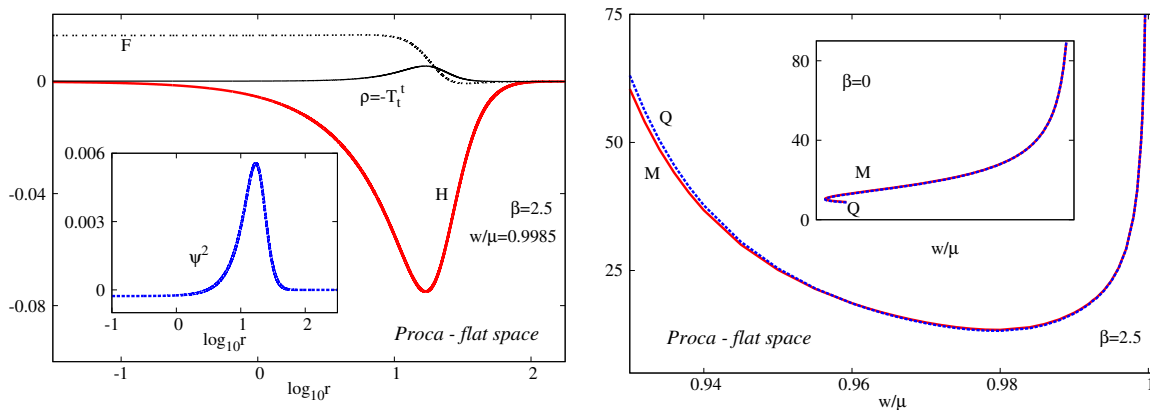 0
-0.04
-0.08
F
ρ=-T_t^t
H
β=2.5
w/μ=0.9985
0.006
0.003
0
ψ²
-1 0 1 2
log₁₀r
Proca - flat space
-1 0 1 2
log₁₀r
75
50
25
Q
M
80
40
0
β=0
M
Q
w/μ
Proca - flat space
β=2.5
0.94 0.96 0.98 1
w/μ